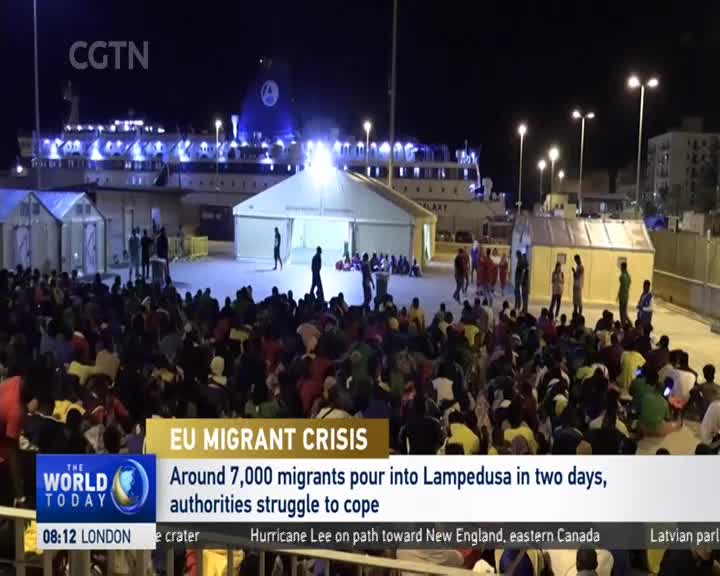 CGTN
EU MIGRANT CRISIS
Around 7,000 migrants pour into Lampedusa in two days,
authorities struggle to cope
THE
WORLD
TODAY
08:12 LONDON
e crater Hurricane Lee on path toward New England, eastern Canada Latvian parl